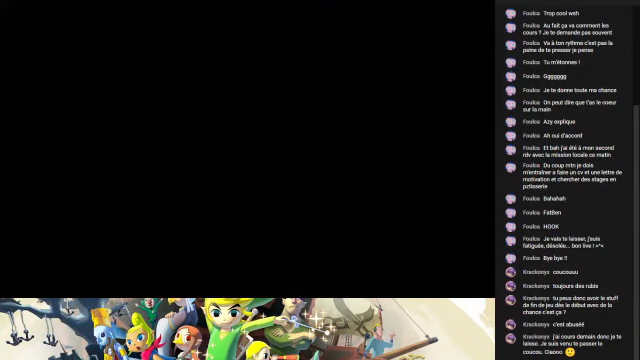 Foulca Trop cool weh
Foulca Au fait ça va comment les
cours ? Je te demande pas souvent
Foulca Va à ton rythme c'est pas la
peine de te presser je pense
Foulca Tu m'étonnes !
Foulca Ggggggg
Foulca Je te donne toute ma chance
Foulca On peut dire que t'as le coeur
sur la main
Foulca Azy explique
Foulca Ah oui d'accord
Foulca Et bah j'ai été à mon second
rdv avec la mission locale ce matin
Foulca Du coup mtn je dois
m'entraîner a faire un cv et une lettre de
motivation et chercher des stages en
pztisserie
Foulca Bahahah
Foulca FatBen
Foulca HOOK
Foulca Je vais te laisser, j'suis
fatiguée, désolée... bon live ! >^<
Foulca Bye bye !!
Krackonyx coucouuu
Krackonyx toujours des rubis
Krackonyx tu peux donc avoir le stuff
de fin de jeu dès le début avec de la
chance c'est ça ?
Krackonyx c'est abuséé
Krackonyx j'ai cours demain donc je te
laisse. Je suis venu te passer le
coucou. Ciaooo